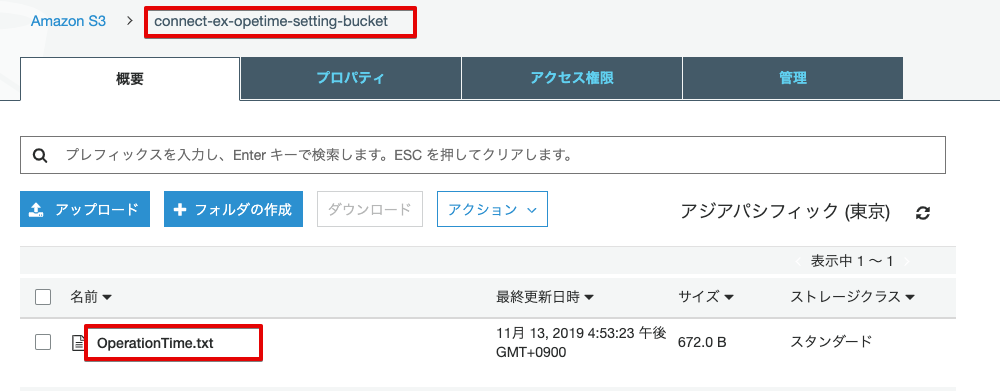 Amazon S3 > connect-ex-opetime-setting-bucket
概要 プロパティ アクセス権限 管理
プレフィックスを入力し、Enter キーで検索します。ESC を押してクリアします。
アップロード + フォルダの作成 ダウンロード アクション アジアパシフィック (東京)
表示中 1 ～ 1
名前 最終更新日時 サイズ ストレージクラス
OperationTime.txt 11月 13, 2019 4:53:23 午後 672.0 B スタンダード
GMT+0900